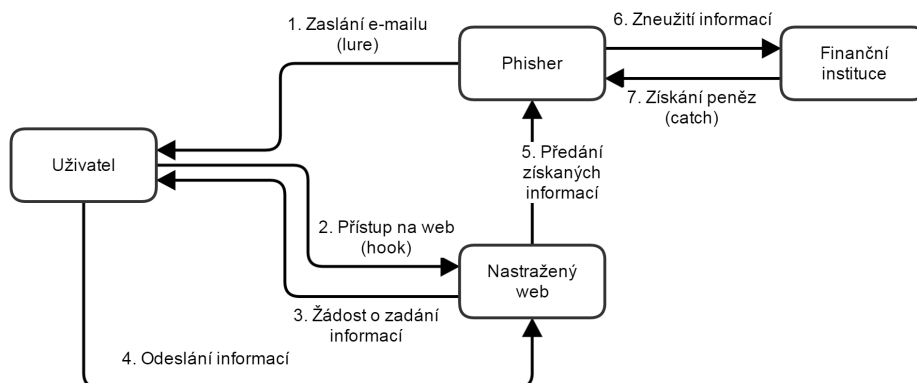 1. Zaslání e-mailu
(lure)
Phisher
6. Zneužití informací
Finanční
instituce
7. Získání peněz
(catch)
Uživatel
5. Předání
získaných
informací
2. Přístup na web
(hook)
Nastražený
web
3. Žádost o zadání
informací
4. Odeslání informací